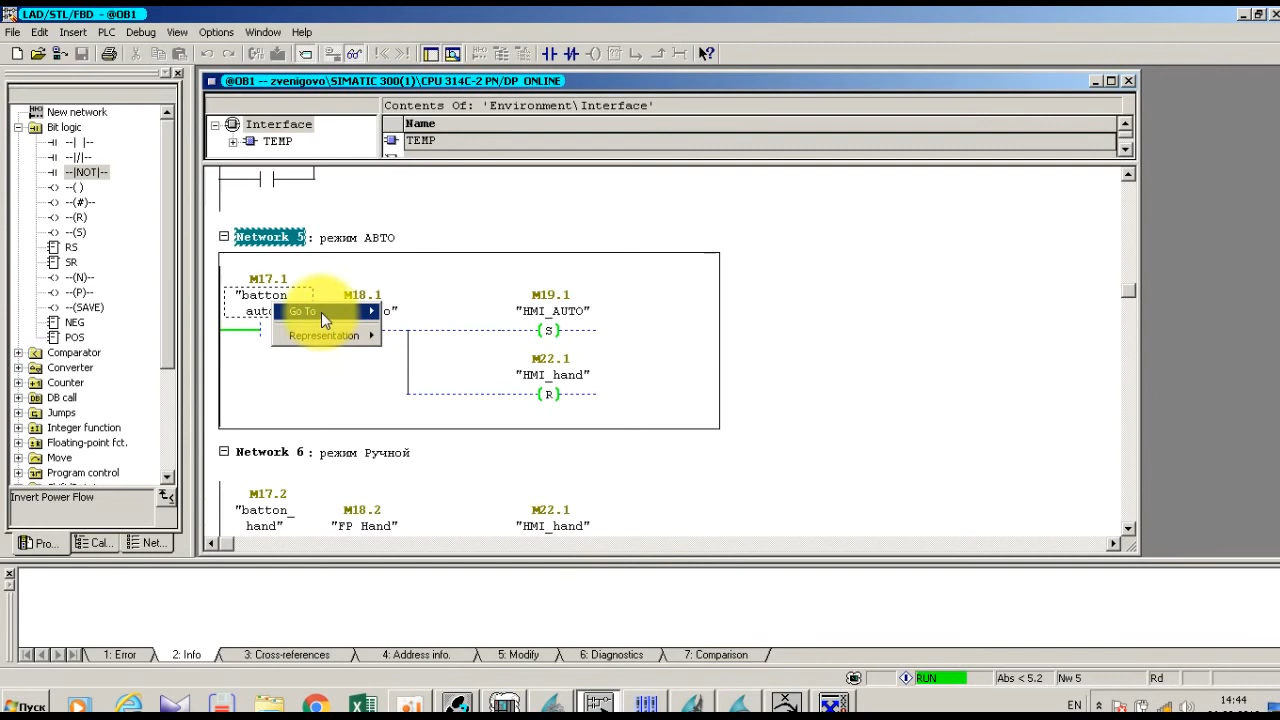 LAD/STL/FBD - @OB1
File Edit Insert PLC Debug View Options Window Help
@OB1 -- zvenigovo\SIMATIC 300(1)\CPU 314C-2 PN/DP ONLINE
Contents Of: 'Environment\Interface'
Interface
TEMP
Name
TEMP
New network
Bit logic
--| |--
--|/|--
--|NOT|--
--( )
--(#)--
--(R)
--(S)
RS
SR
--(N)--
--(P)--
--(SAVE)
NEG
POS
Comparator
Converter
Counter
DB call
Jumps
Integer function
Floating-point fct.
Move
Program control
Invert Power Flow
Pro... Cal... Net...
Network 5 : режим АВТО
M17.1
"batton
M18.1
M19.1
"HMI_AUTO"
S
M22.1
"HMI_hand"
R
Go To
Representation
Network 6 : режим Ручной
M17.2
"batton_
hand"
M18.2
"FP Hand"
M22.1
"HMI_hand"
1: Error 2: Info 3: Cross-references 4: Address info. 5: Modify 6: Diagnostics 7: Comparison
RUN Abs < 5.2 Nw 5 Rd
Пуск EN 14:44